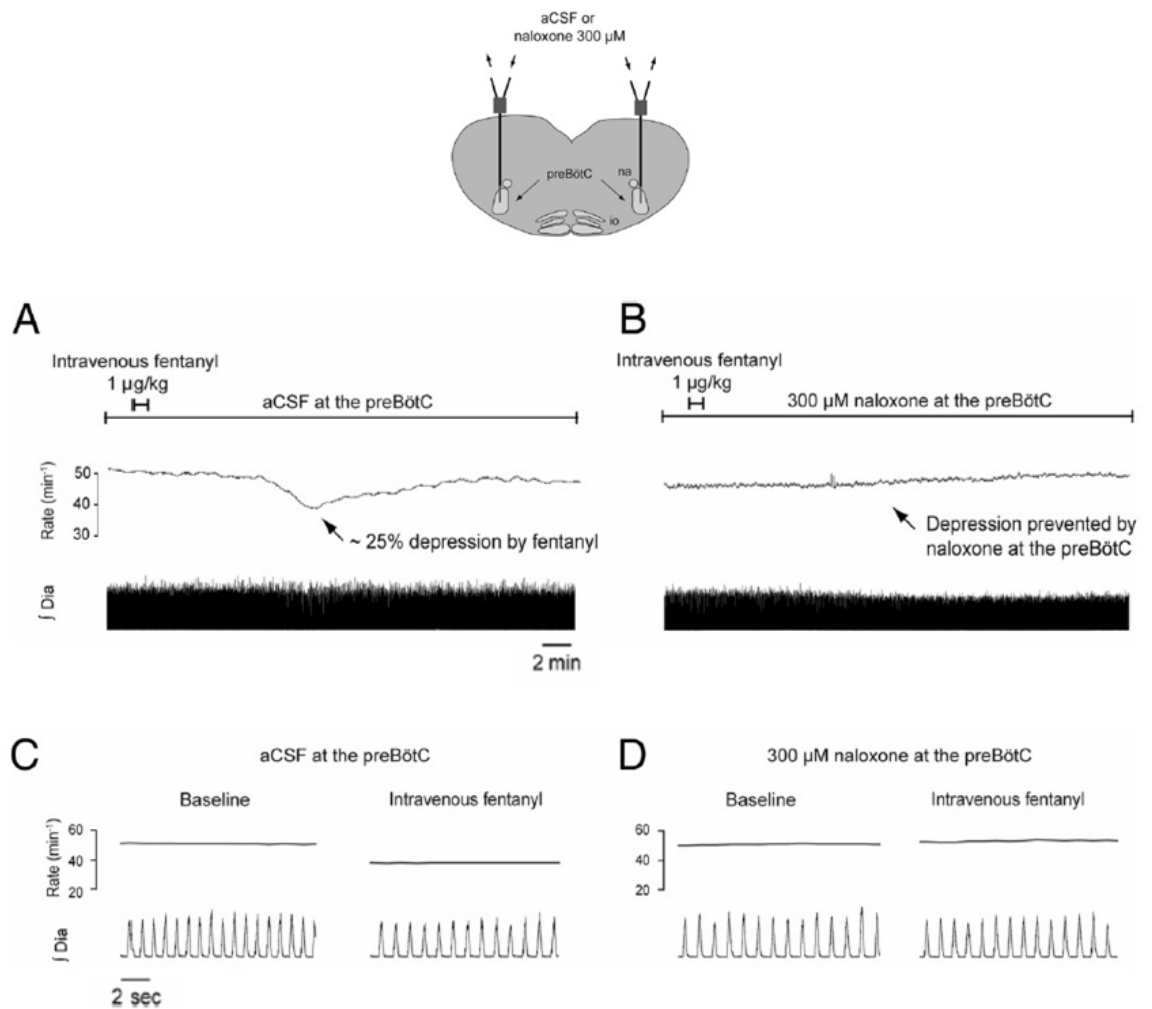 aCSF or
naloxone 300 µM
preBötC
na
io
A
Intravenous fentanyl
1 µg/kg
aCSF at the preBötC
Rate (min⁻¹)
50
40
30
~ 25% depression by fentanyl
∫ Dia
2 min
B
Intravenous fentanyl
1 µg/kg
300 µM naloxone at the preBötC
Depression prevented by
naloxone at the preBötC
C
aCSF at the preBötC
Baseline
Intravenous fentanyl
Rate (min⁻¹)
60
40
20
∫ Dia
2 sec
D
300 µM naloxone at the preBötC
Baseline
Intravenous fentanyl
60
40
20